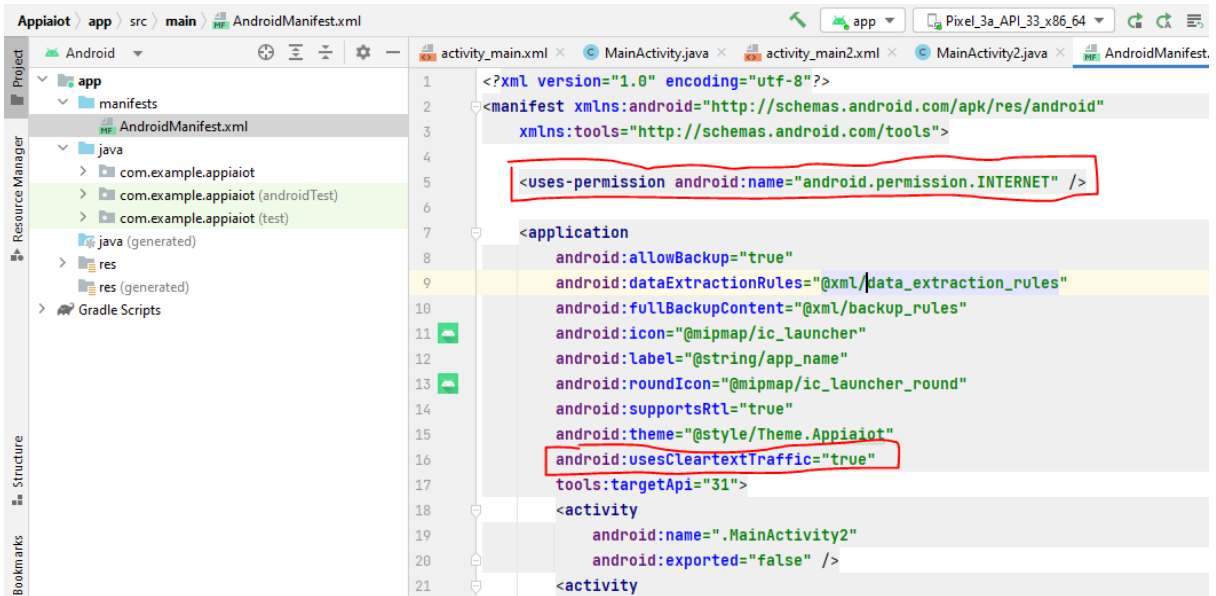 Appiaiot app src main AndroidManifest.xml
app Pixel_3a_API_33_x86_64
Project
Resource Manager
Structure
Bookmarks
Android
app
manifests
AndroidManifest.xml
java
com.example.appiaiot
com.example.appiaiot (androidTest)
com.example.appiaiot (test)
java (generated)
res
res (generated)
Gradle Scripts
activity_main.xml MainActivity.java activity_main2.xml MainActivity2.java AndroidManifest.
1 <?xml version="1.0" encoding="utf-8"?>
2 <manifest xmlns:android="http://schemas.android.com/apk/res/android"
3 xmlns:tools="http://schemas.android.com/tools">
4
5 <uses-permission android:name="android.permission.INTERNET" />
6
7 <application
8 android:allowBackup="true"
9 android:dataExtractionRules="@xml/data_extraction_rules"
10 android:fullBackupContent="@xml/backup_rules"
11 android:icon="@mipmap/ic_launcher"
12 android:label="@string/app_name"
13 android:roundIcon="@mipmap/ic_launcher_round"
14 android:supportsRtl="true"
15 android:theme="@style/Theme.Appiaiot"
16 android:usesCleartextTraffic="true"
17 tools:targetApi="31">
18 <activity
19 android:name=".MainActivity2"
20 android:exported="false" />
21 <activity